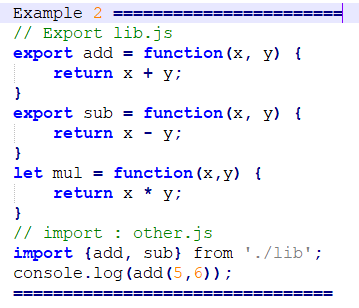 Example 2 =======================
// Export lib.js
export add = function(x, y) {
    return x + y;
}
export sub = function(x, y) {
    return x - y;
}
let mul = function(x,y) {
    return x * y;
}
// import : other.js
import {add, sub} from './lib';
console.log(add(5,6));
================================